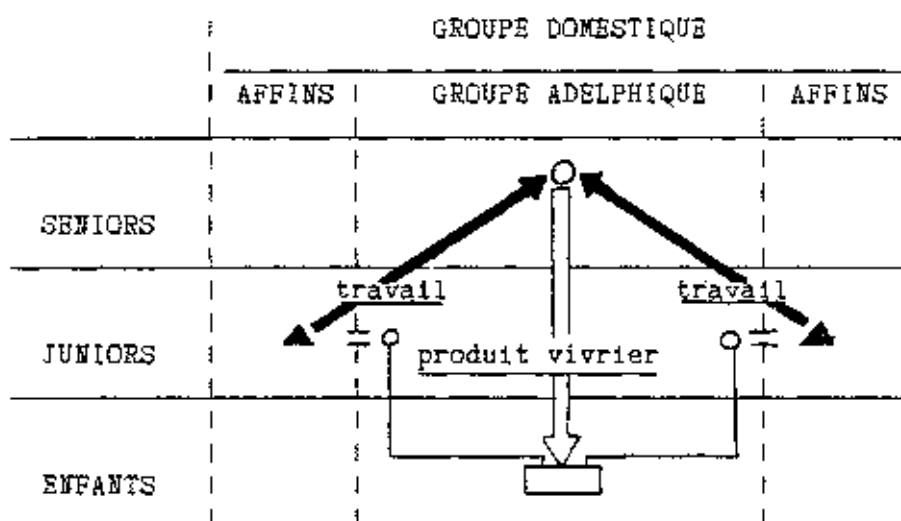 GROUPE DOMESTIQUE
AFFINS GROUPE ADELPHIQUE AFFINS
SENIORS
travail travail
JUNIORS produit vivrier
ENFANTS